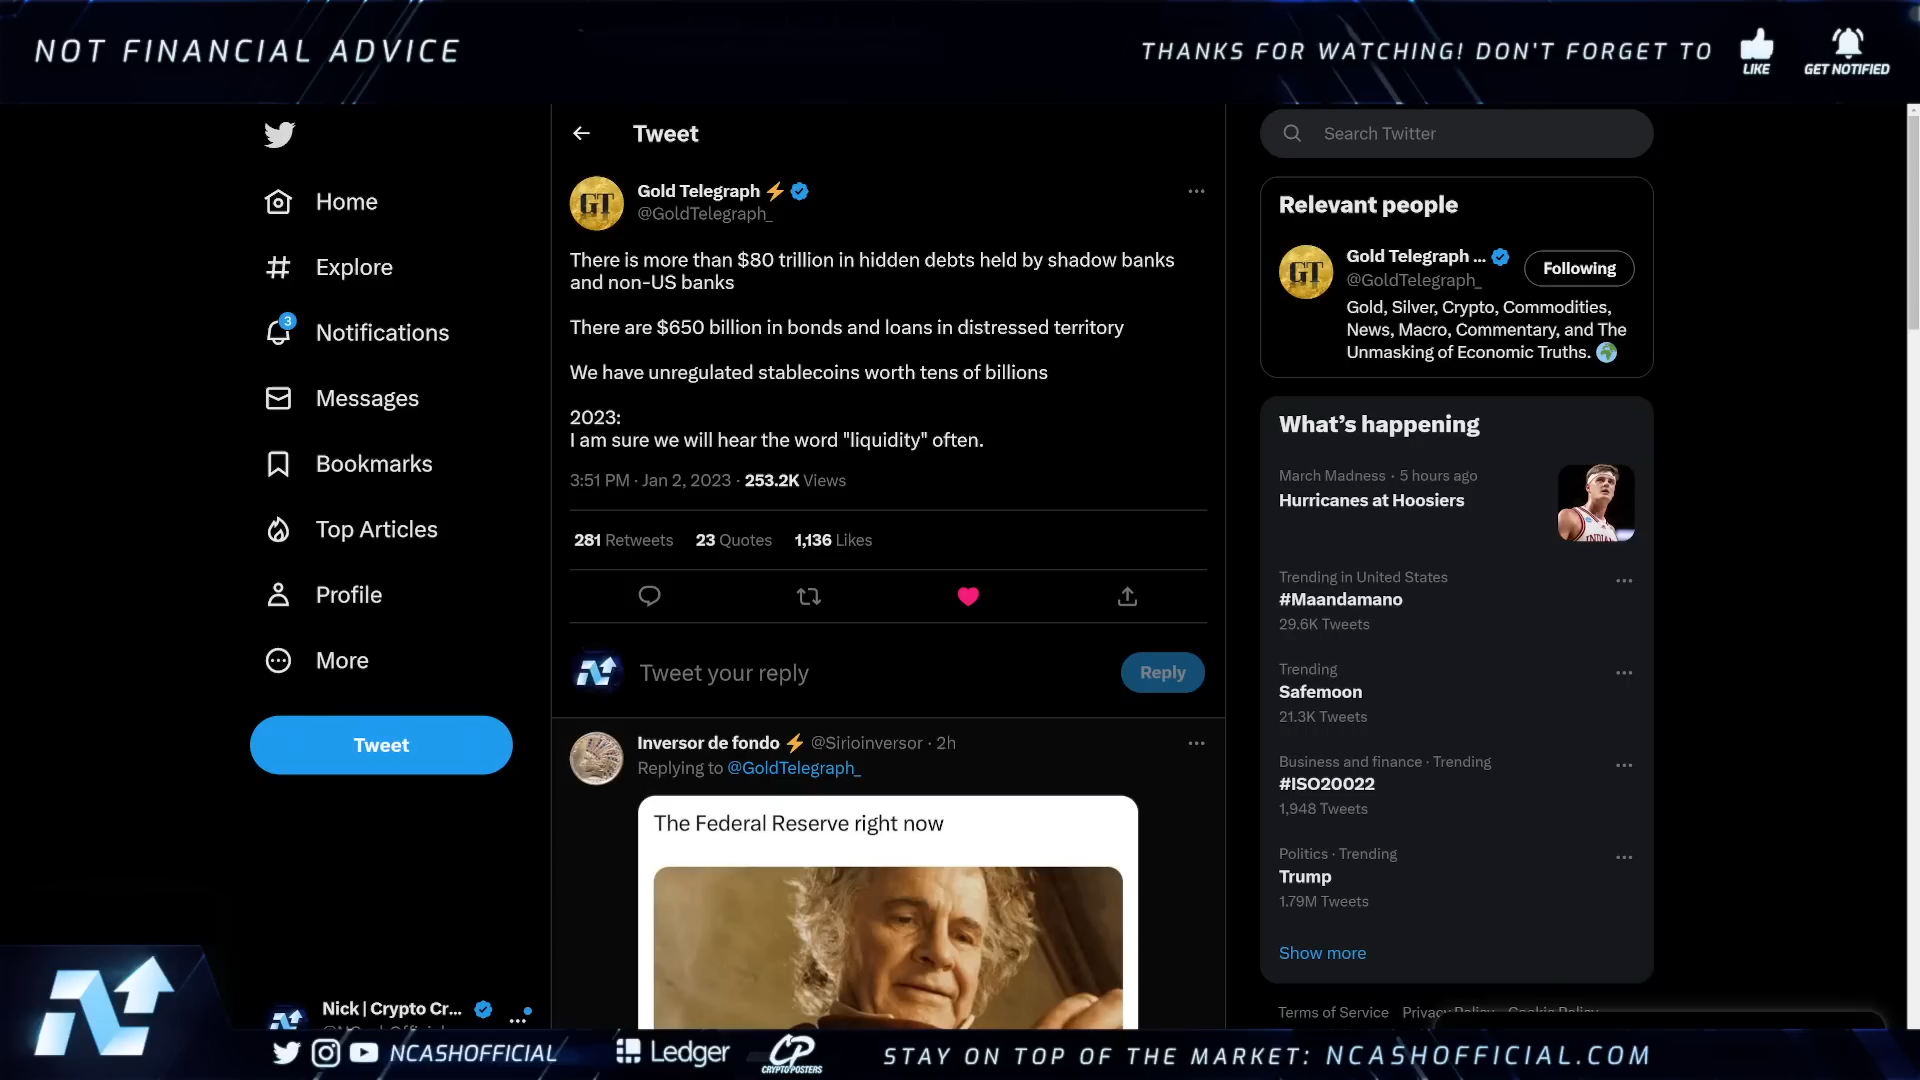 NOT FINANCIAL ADVICE
THANKS FOR WATCHING! DON'T FORGET TO
LIKE
GET NOTIFIED
Home
Explore
3
Notifications
Messages
Bookmarks
Top Articles
Profile
More
Tweet
Nick | Crypto Cr...
Tweet
GT
Gold Telegraph ⚡
@GoldTelegraph_
There is more than $80 trillion in hidden debts held by shadow banks
and non-US banks
There are $650 billion in bonds and loans in distressed territory
We have unregulated stablecoins worth tens of billions
2023:
I am sure we will hear the word "liquidity" often.
3:51 PM · Jan 2, 2023 · 253.2K Views
281 Retweets 23 Quotes 1,136 Likes
Tweet your reply
Reply
Inversor de fondo ⚡ @Sirioinversor · 2h
Replying to @GoldTelegraph_
The Federal Reserve right now
Search Twitter
Relevant people
GT
Gold Telegraph ...
@GoldTelegraph_
Following
Gold, Silver, Crypto, Commodities,
News, Macro, Commentary, and The
Unmasking of Economic Truths. 🌍
What's happening
March Madness · 5 hours ago
Hurricanes at Hoosiers
Trending in United States
#Maandamano
29.6K Tweets
Trending
Safemoon
21.3K Tweets
Business and finance · Trending
#ISO20022
1,948 Tweets
Politics · Trending
Trump
1.79M Tweets
Show more
Terms of Service Privacy Policy Cookie Policy
NCASHOFFICIAL
Ledger
CP
CRYPTO POSTERS
STAY ON TOP OF THE MARKET: NCASHOFFICIAL.COM